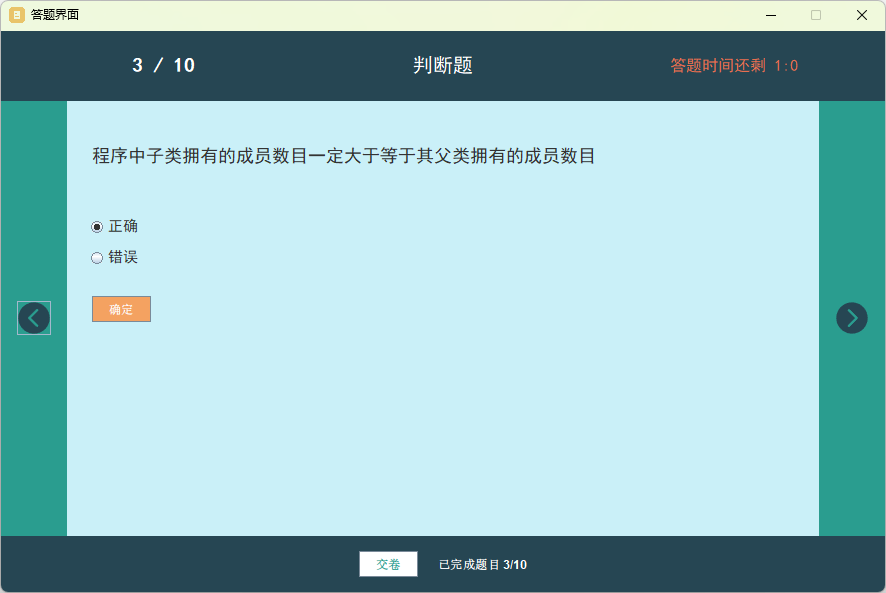 答题界面
3 / 10
判断题
答题时间还剩 1:0
程序中子类拥有的成员数目一定大于等于其父类拥有的成员数目
正确
错误
确定
交卷
已完成题目 3/10